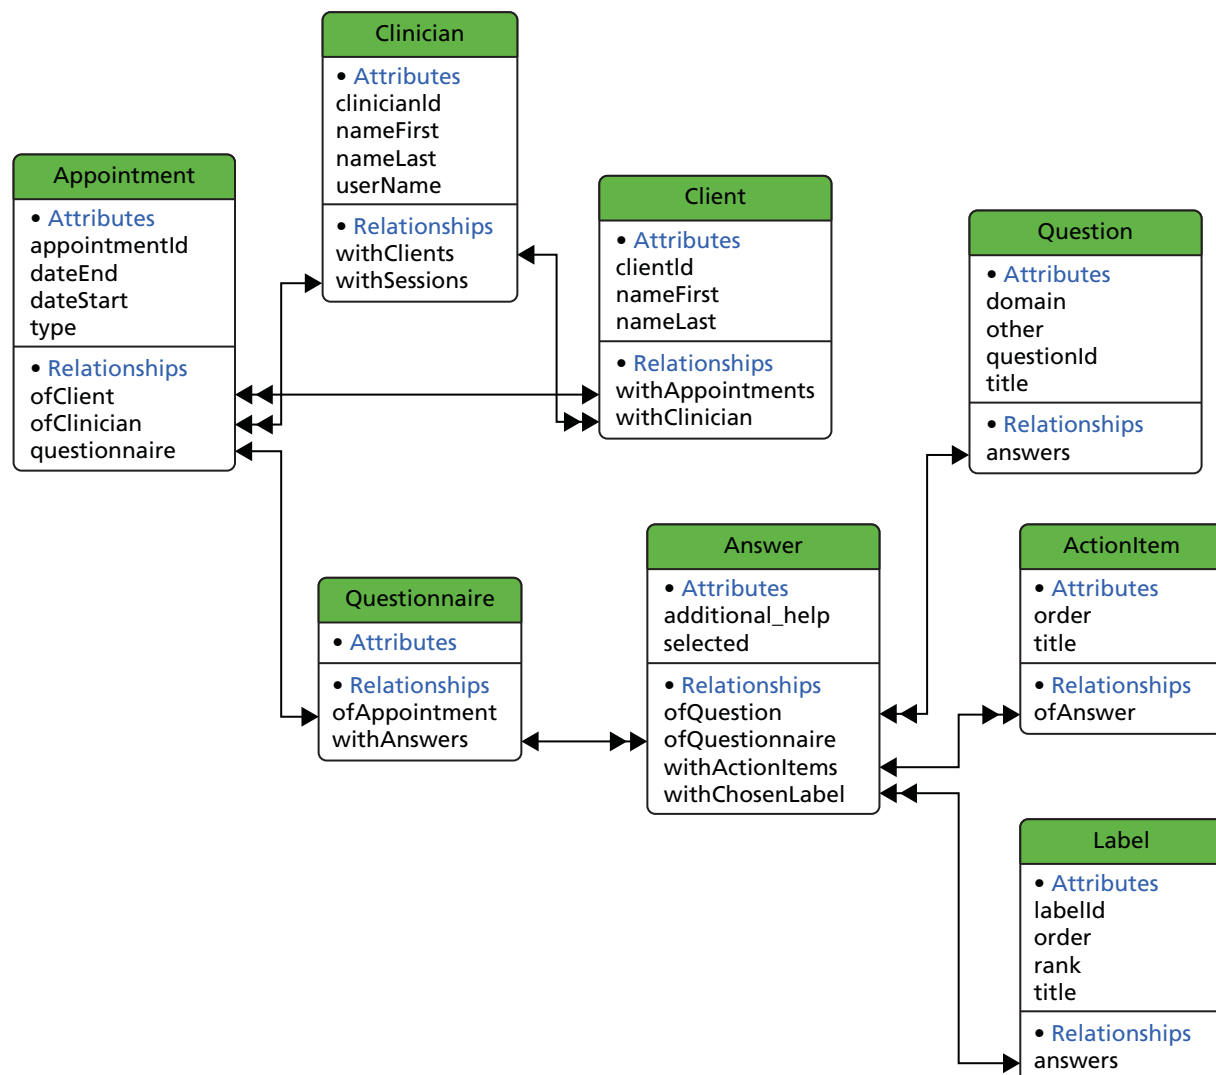 Clinician
• Attributes
clinicianId
nameFirst
nameLast
userName
• Relationships
withClients
withSessions
Appointment
• Attributes
appointmentId
dateEnd
dateStart
type
• Relationships
ofClient
ofClinician
questionnaire
Client
• Attributes
clientId
nameFirst
nameLast
• Relationships
withAppointments
withClinician
Question
• Attributes
domain
other
questionId
title
• Relationships
answers
Questionnaire
• Attributes
• Relationships
ofAppointment
withAnswers
Answer
• Attributes
additional_help
selected
• Relationships
ofQuestion
ofQuestionnaire
withActionItems
withChosenLabel
ActionItem
• Attributes
order
title
• Relationships
ofAnswer
Label
• Attributes
labelId
order
rank
title
• Relationships
answers